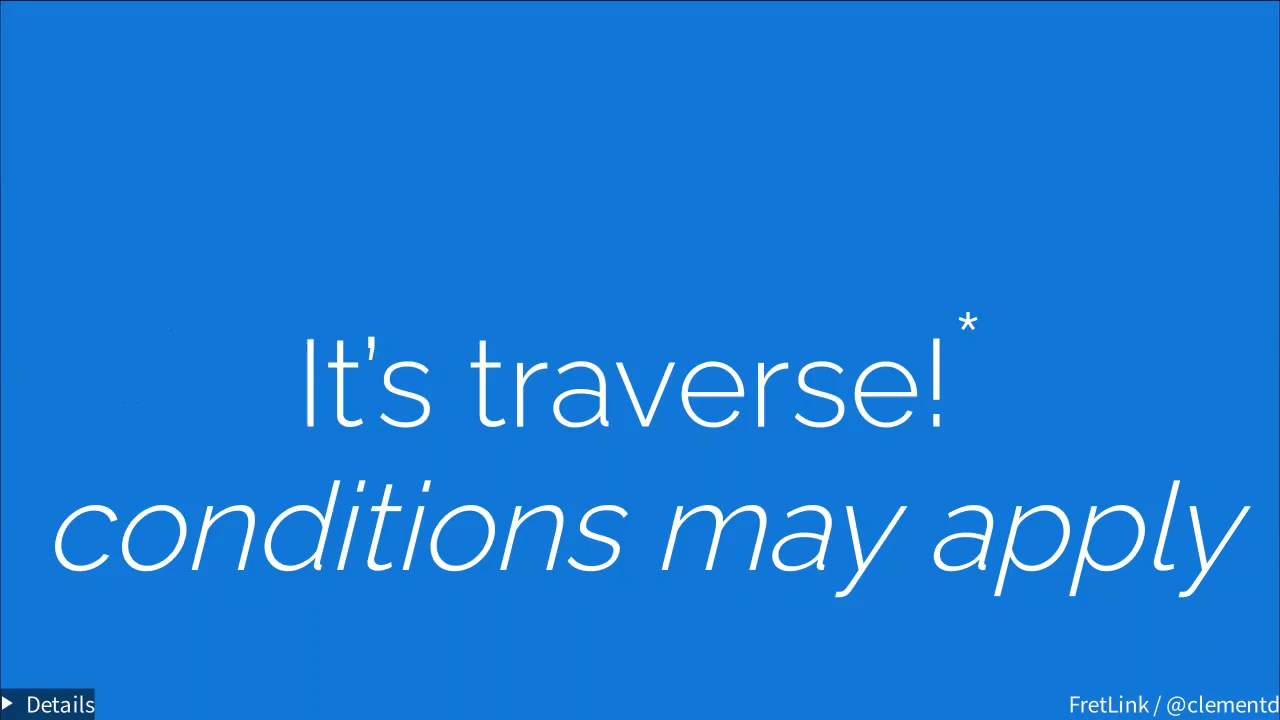 It’s traverse!*
conditions may apply
Details
FretLink / @clementd